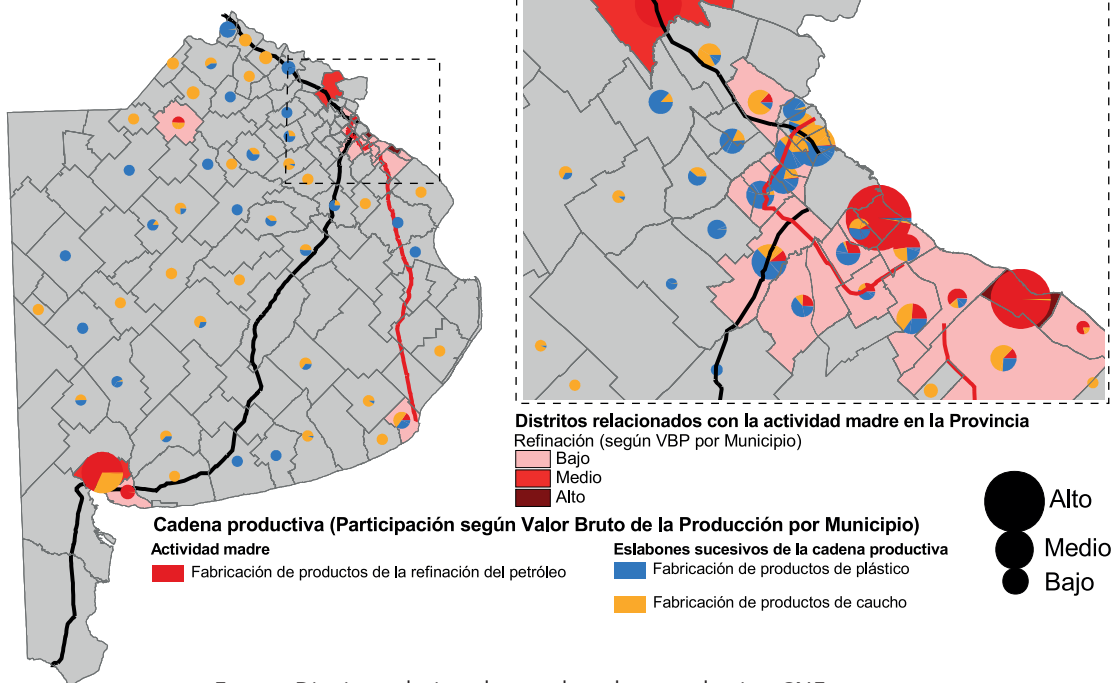 Distritos relacionados con la actividad madre en la Provincia
Refinación (según VBP por Municipio)
Bajo
Medio
Alto
Alto
Medio
Bajo
Cadena productiva (Participación según Valor Bruto de la Producción por Municipio)
Actividad madre
Fabricación de productos de la refinación del petróleo
Eslabones sucesivos de la cadena productiva
Fabricación de productos de plástico
Fabricación de productos de caucho